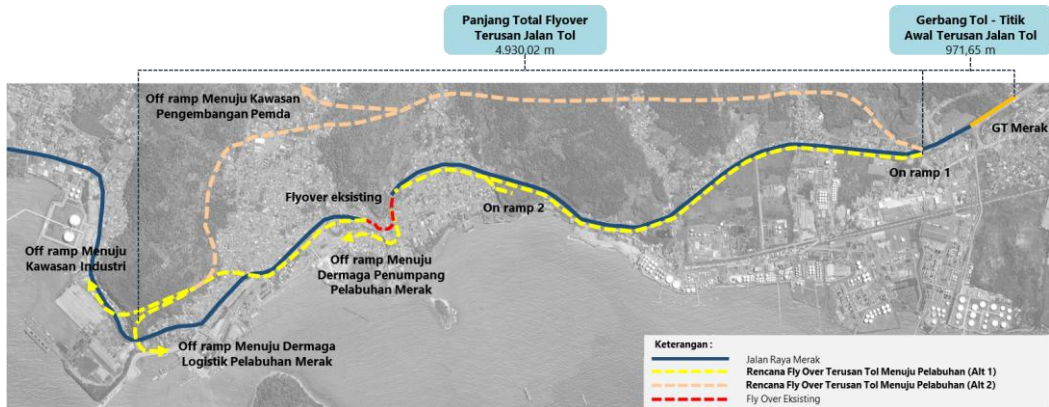 Panjang Total Flyover
Terusan Jalan Tol
4.930,02 m
Gerbang Tol - Titik
Awal Terusan Jalan Tol
971,65 m
Off ramp Menuju Kawasan
Pengembangan Pemda
GT Merak
On ramp 1
Flyover eksisting
On ramp 2
Off ramp Menuju
Kawasan Industri
Off ramp Menuju
Dermaga Penumpang
Pelabuhan Merak
Off ramp Menuju Dermaga
Logistik Pelabuhan Merak
Keterangan :
Jalan Raya Merak
Rencana Fly Over Terusan Tol Menuju Pelabuhan (Alt 1)
Rencana Fly Over Terusan Tol Menuju Pelabuhan (Alt 2)
Fly Over Eksisting